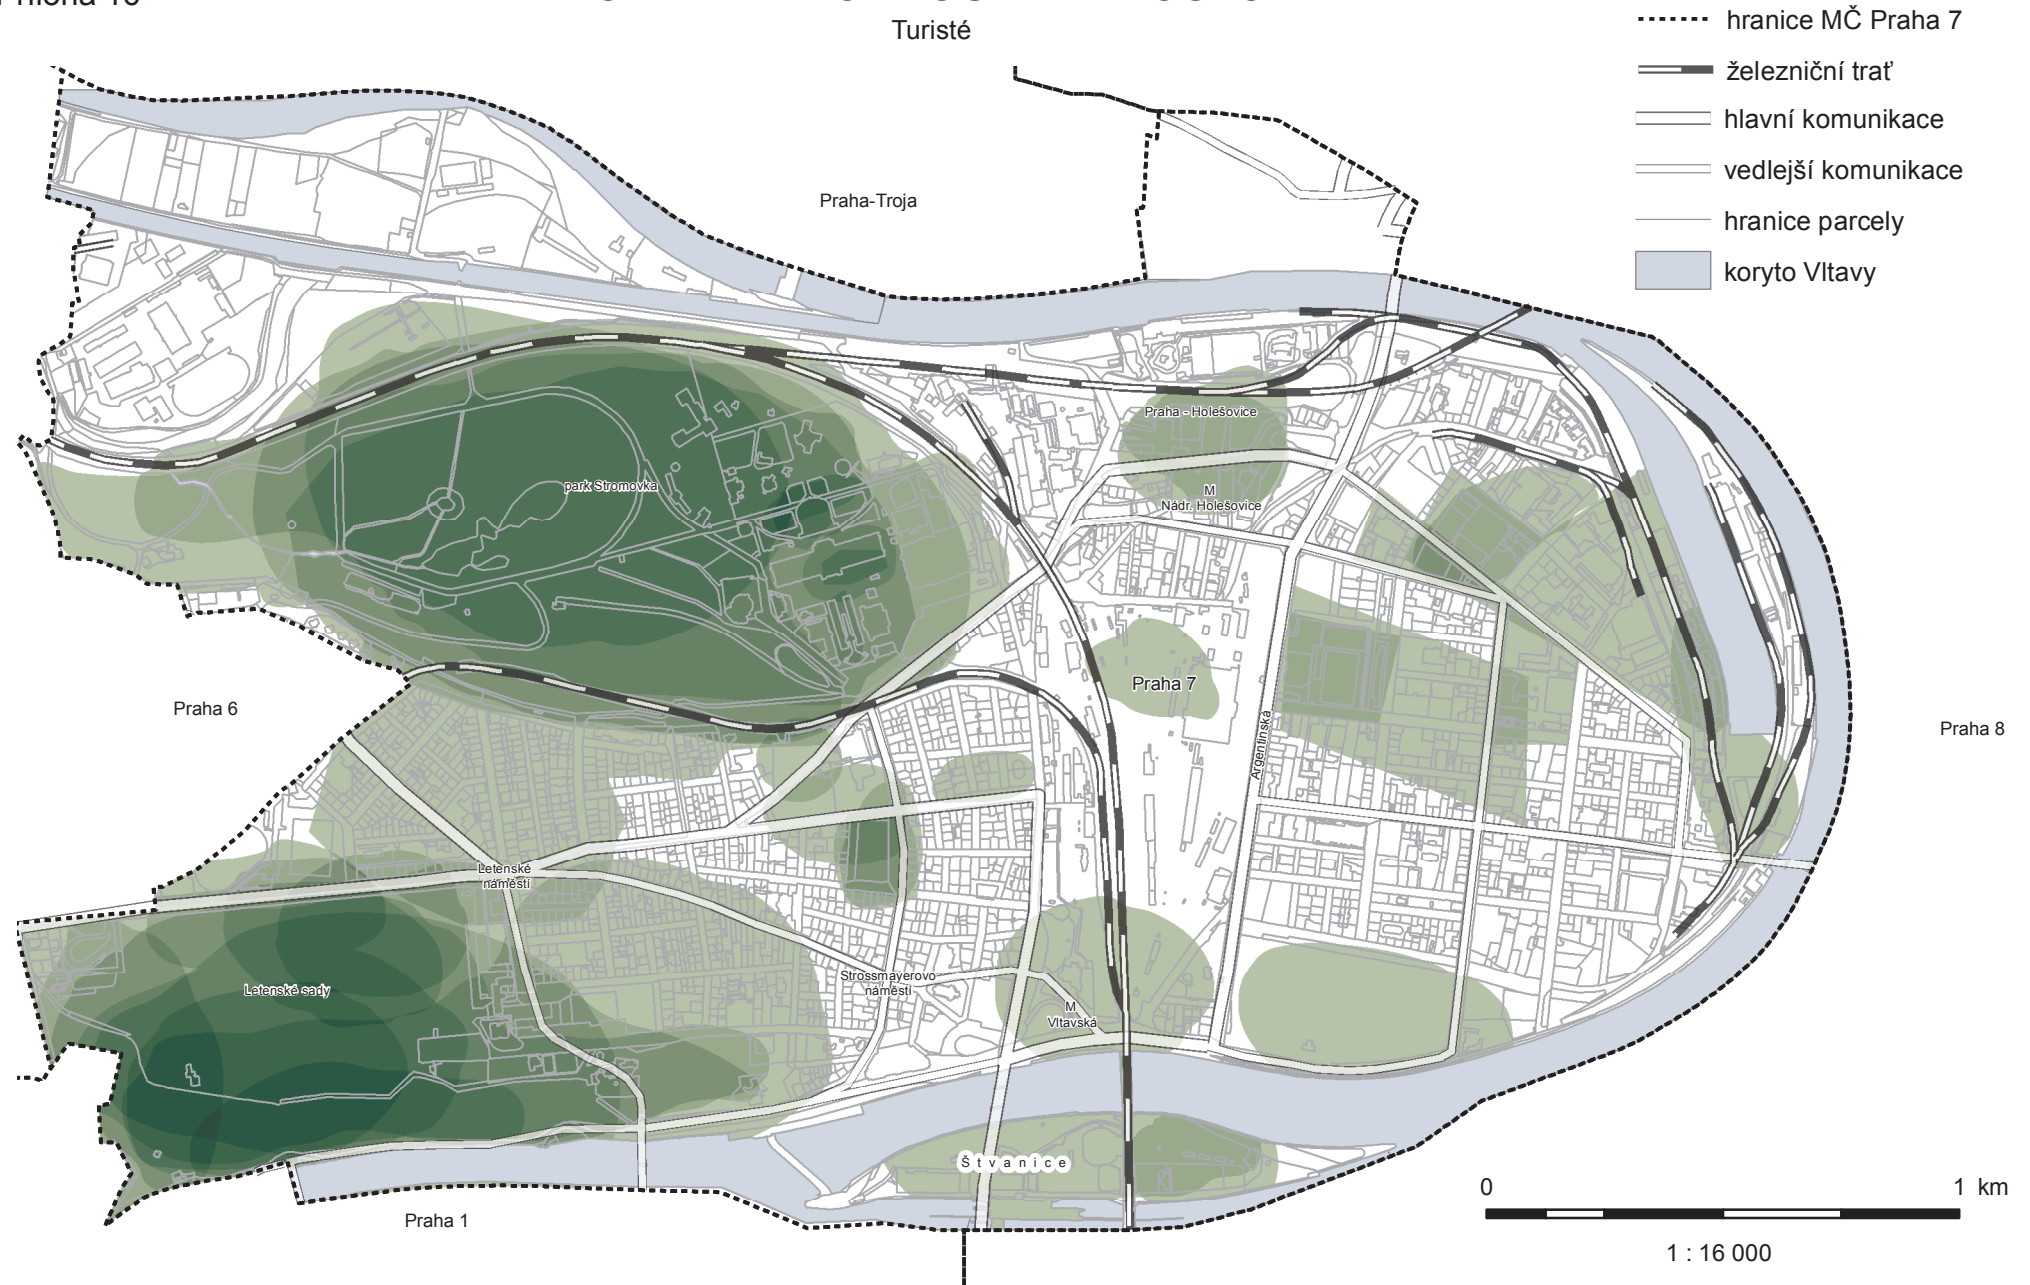 Turisté
hranice MČ Praha 7
železniční trať
hlavní komunikace
vedlejší komunikace
hranice parcely
koryto Vltavy
Praha-Troja
Praha - Holešovice
park Stromovka
M
Nádr. Holešovice
Praha 7
Praha 6
Praha 8
Argentinská
Letenské
náměstí
Strossmayerovo
náměstí
Letenské sady
M
Vltavská
Štvanice
Praha 1
0 1 km
1 : 16 000